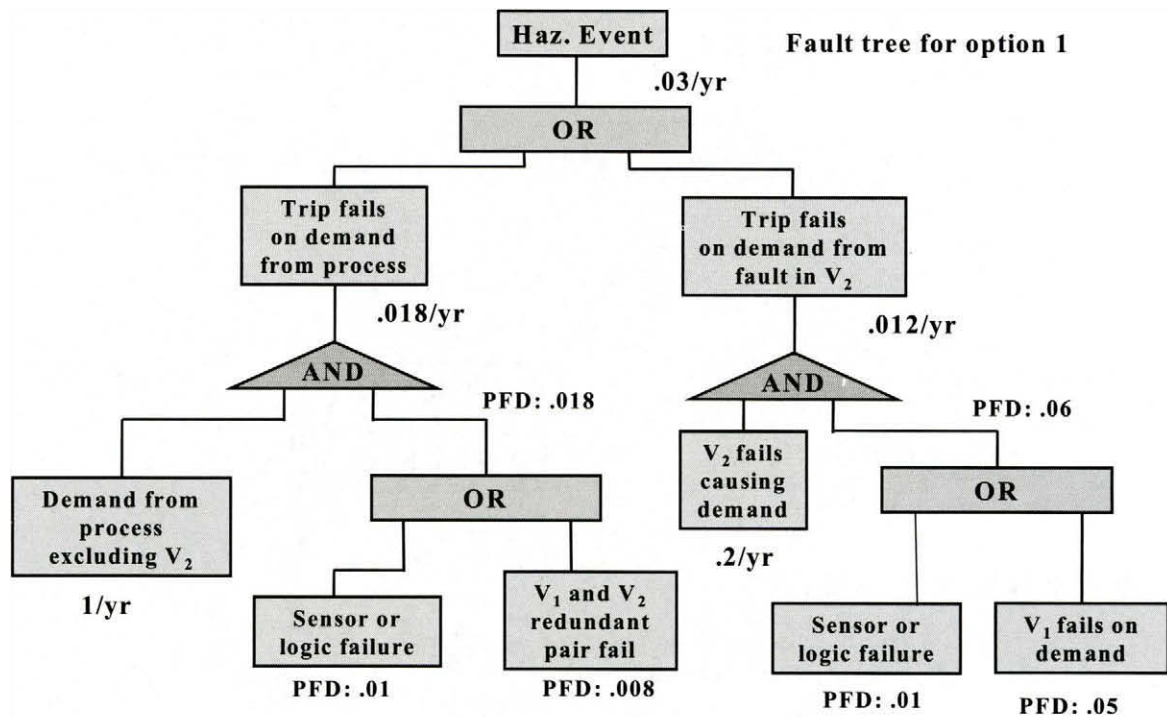 Haz. Event
Fault tree for option 1
.03/yr
OR
Trip fails
on demand
from process
Trip fails
on demand from
fault in V₂
.018/yr
.012/yr
AND
AND
PFD: .018
PFD: .06
Demand from
process
excluding V₂
OR
V₂ fails
causing
demand
OR
1/yr
.2/yr
Sensor or
logic failure
V₁ and V₂
redundant
pair fail
Sensor or
logic failure
V₁ fails on
demand
PFD: .01
PFD: .008
PFD: .01
PFD: .05